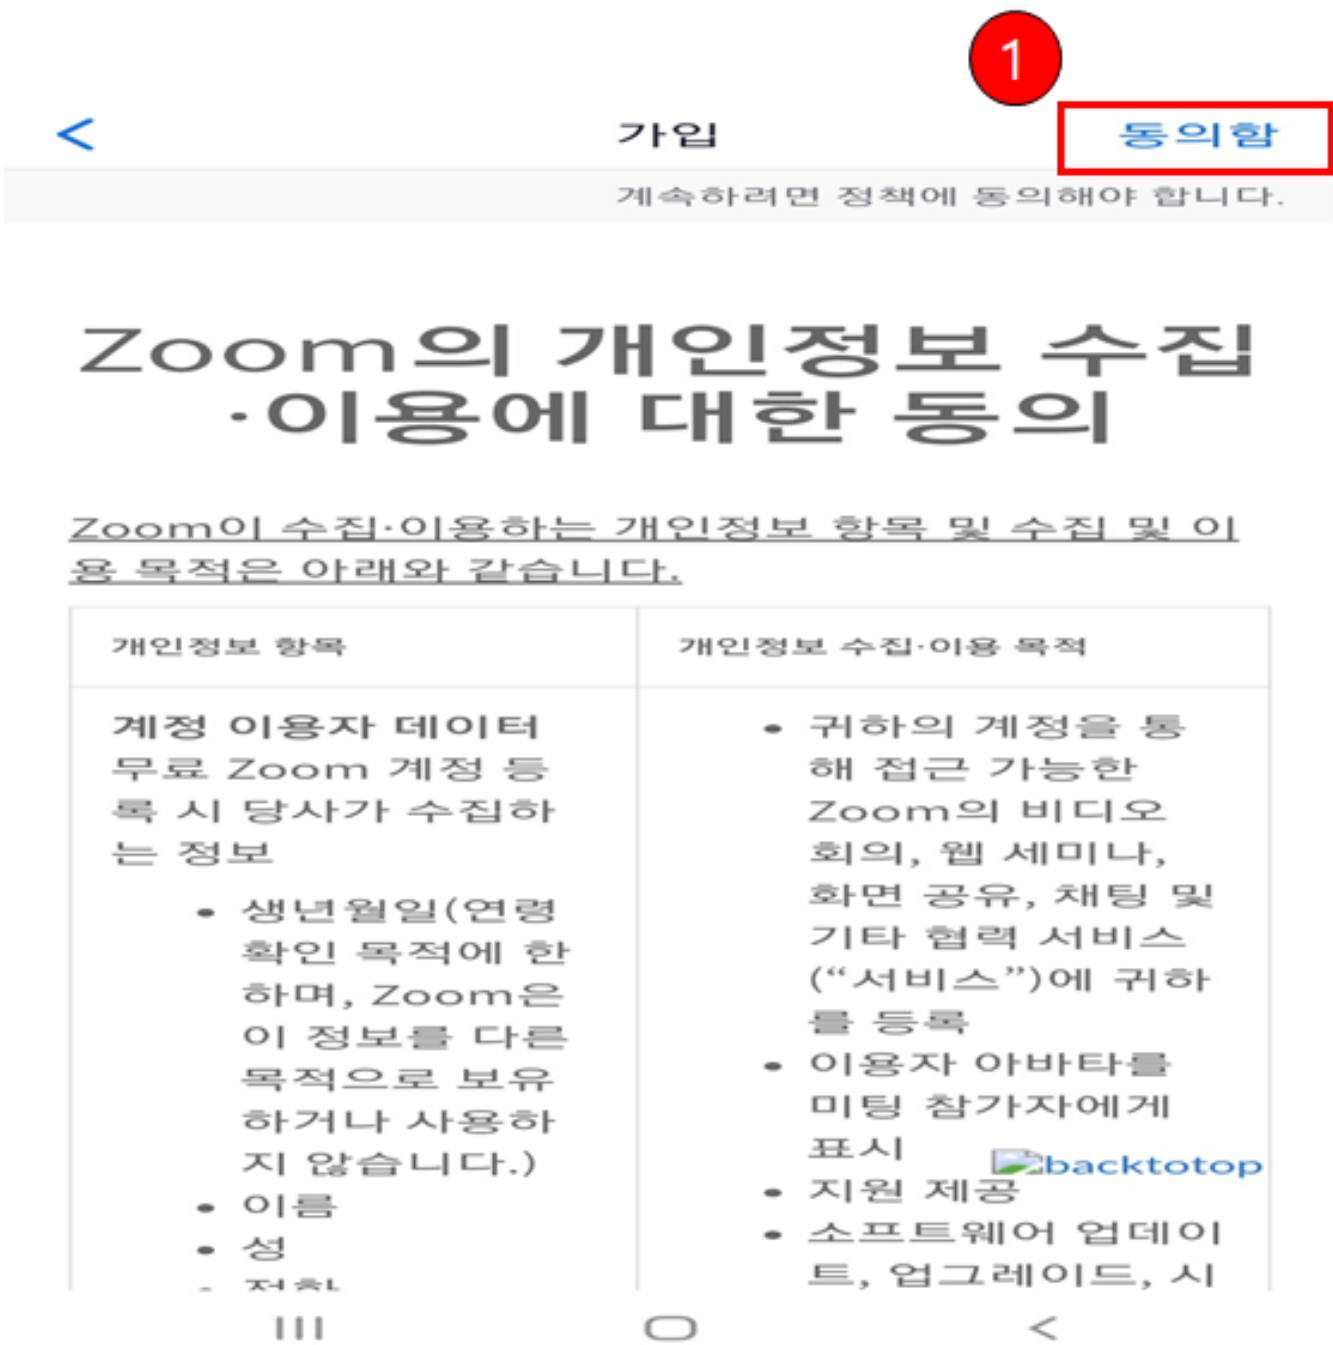 1
<
가입
동의함
계속하려면 정책에 동의해야 합니다.
Zoom의 개인정보 수집
·이용에 대한 동의
Zoom이 수집·이용하는 개인정보 항목 및 수집 및 이
용 목적은 아래와 같습니다.
개인정보 항목
개인정보 수집·이용 목적
계정 이용자 데이터
무료 Zoom 계정 등
록 시 당사가 수집하
는 정보
• 생년월일(연령
확인 목적에 한
하며, Zoom은
이 정보를 다른
목적으로 보유
하거나 사용하
지 않습니다.)
• 이름
• 성
• 귀하의 계정을 통
해 접근 가능한
Zoom의 비디오
회의, 웹 세미나,
화면 공유, 채팅 및
기타 협력 서비스
(“서비스”)에 귀하
를 등록
• 이용자 아바타를
미팅 참가자에게
표시
• 지원 제공
• 소프트웨어 업데이
트, 업그레이드, 시
backtotop